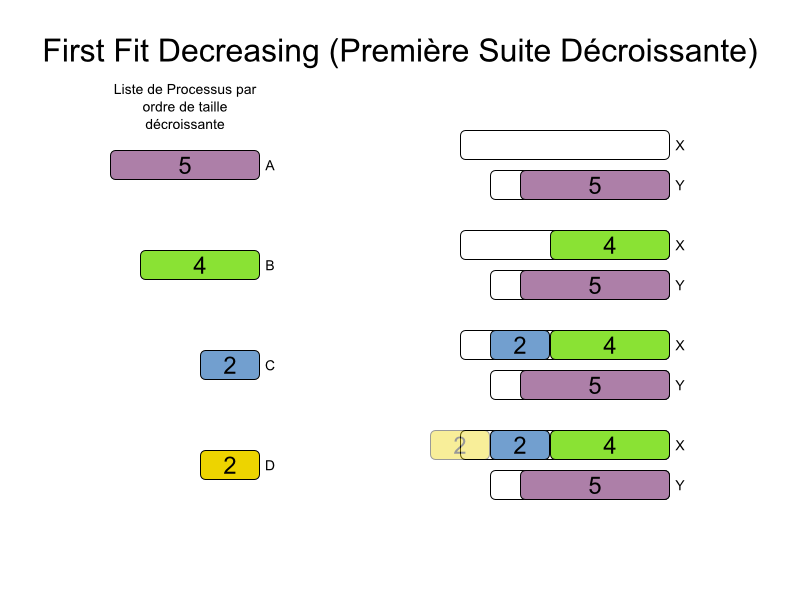 First Fit Decreasing (Première Suite Décroissante)
Liste de Processus par
ordre de taille
décroissante
X
5 A
5 Y
4 X
4 B
5 Y
2 4 X
2 C
5 Y
2 2 4 X
2 D
5 Y